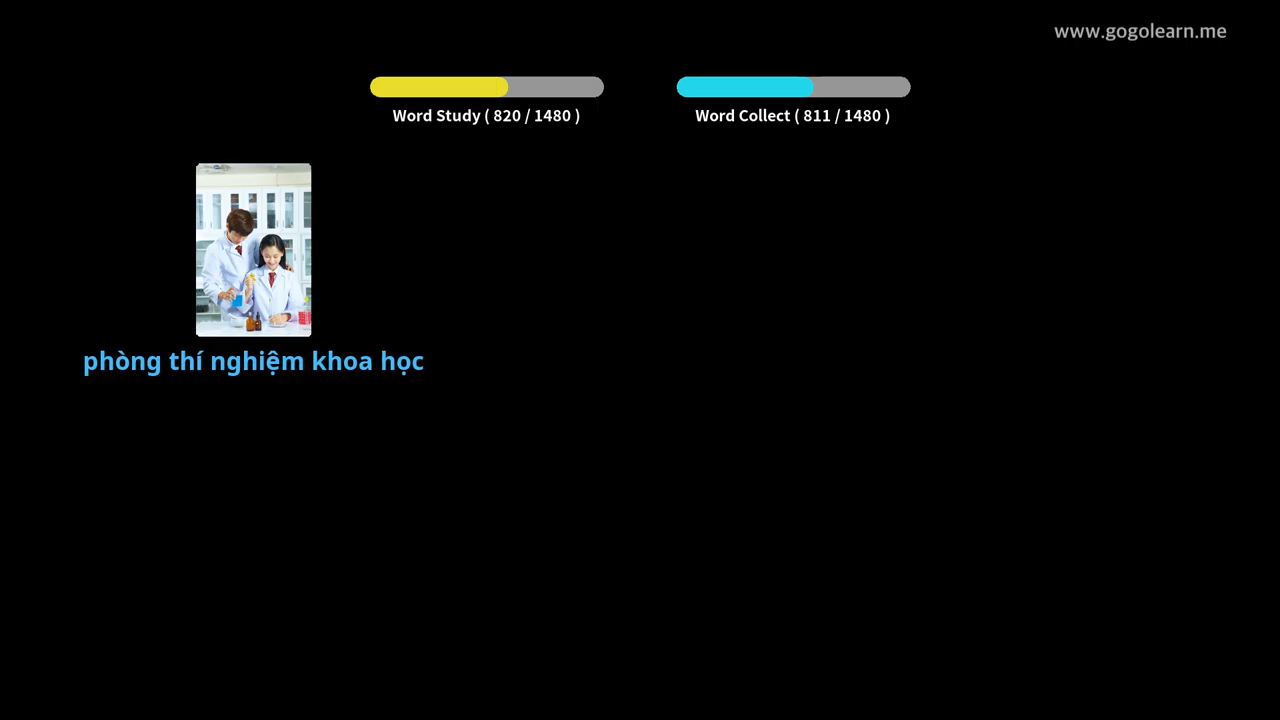 www.gogolearn.me
Word Study ( 820 / 1480 )
Word Collect ( 811 / 1480 )
phòng thí nghiệm khoa học